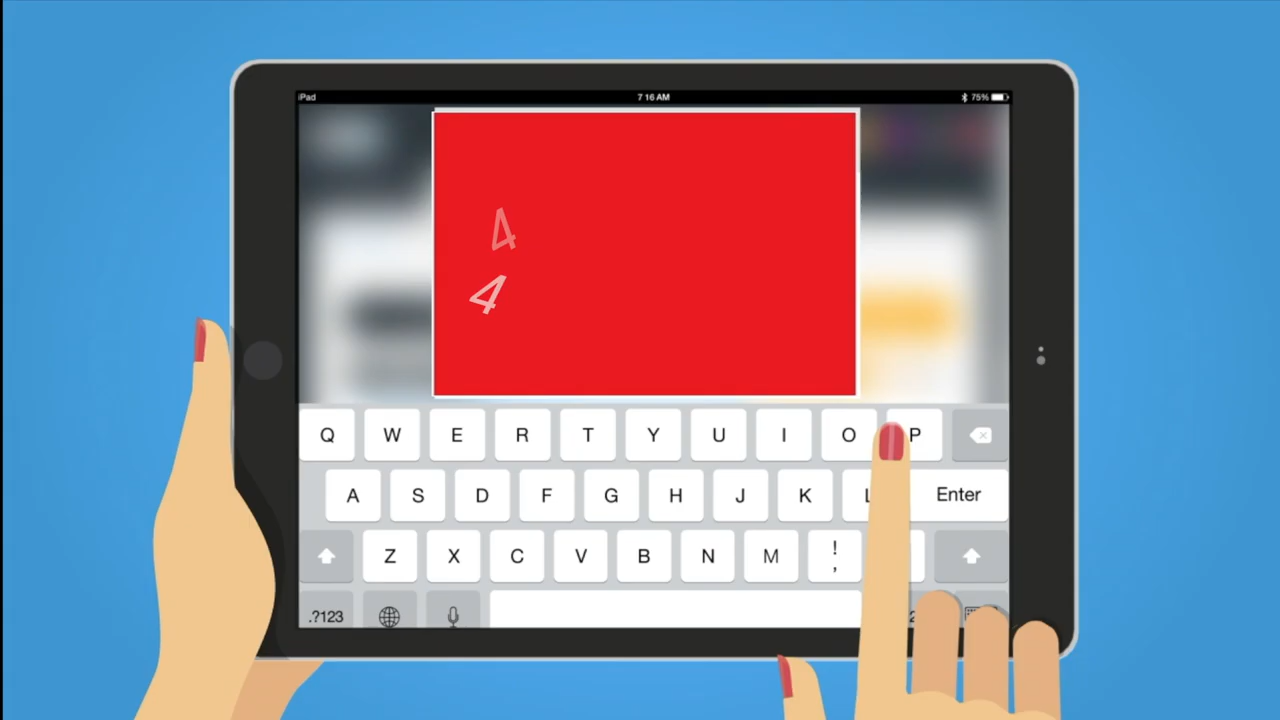 iPad 7 16 AM 75%
4
4
Q W E R T Y U I O P
A S D F G H J K L Enter
Z X C V B N M ! ,
.?123